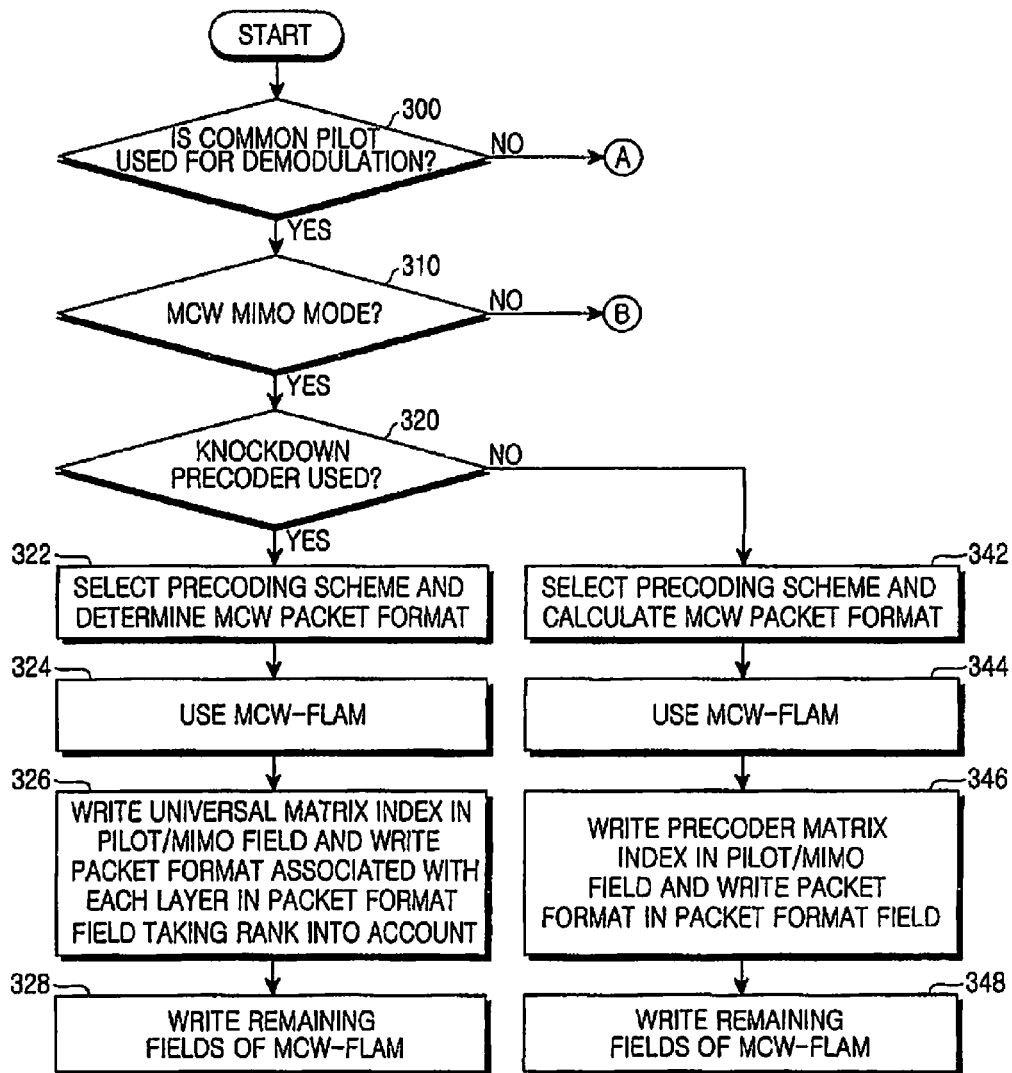 START
300
IS COMMON PILOT
USED FOR DEMODULATION?
NO
A
YES
310
MCW MIMO MODE?
NO
B
YES
320
KNOCKDOWN
PRECODER USED?
NO
YES
322
SELECT PRECODING SCHEME AND
DETERMINE MCW PACKET FORMAT
342
SELECT PRECODING SCHEME AND
CALCULATE MCW PACKET FORMAT
324
USE MCW-FLAM
344
USE MCW-FLAM
326
WRITE UNIVERSAL MATRIX INDEX IN
PILOT/MIMO FIELD AND WRITE
PACKET FORMAT ASSOCIATED WITH
EACH LAYER IN PACKET FORMAT
FIELD TAKING RANK INTO ACCOUNT
346
WRITE PRECODER MATRIX
INDEX IN PILOT/MIMO
FIELD AND WRITE PACKET
FORMAT IN PACKET FORMAT FIELD
328
WRITE REMAINING
FIELDS OF MCW-FLAM
348
WRITE REMAINING
FIELDS OF MCW-FLAM